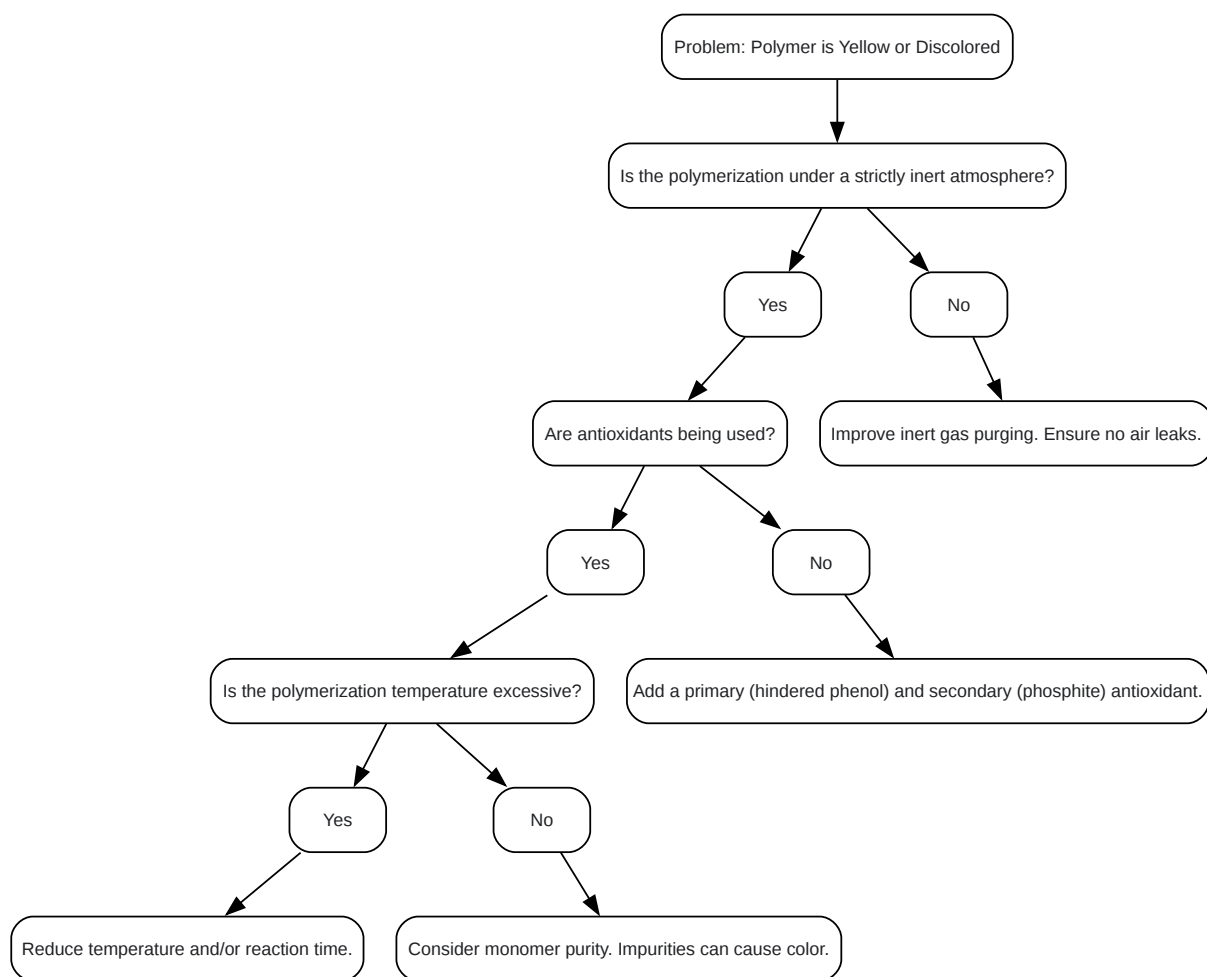 Problem: Polymer is Yellow or Discolored
Is the polymerization under a strictly inert atmosphere?
Yes
No
Are antioxidants being used?
Improve inert gas purging. Ensure no air leaks.
Yes
No
Is the polymerization temperature excessive?
Add a primary (hindered phenol) and secondary (phosphite) antioxidant.
Yes
No
Reduce temperature and/or reaction time.
Consider monomer purity. Impurities can cause color.